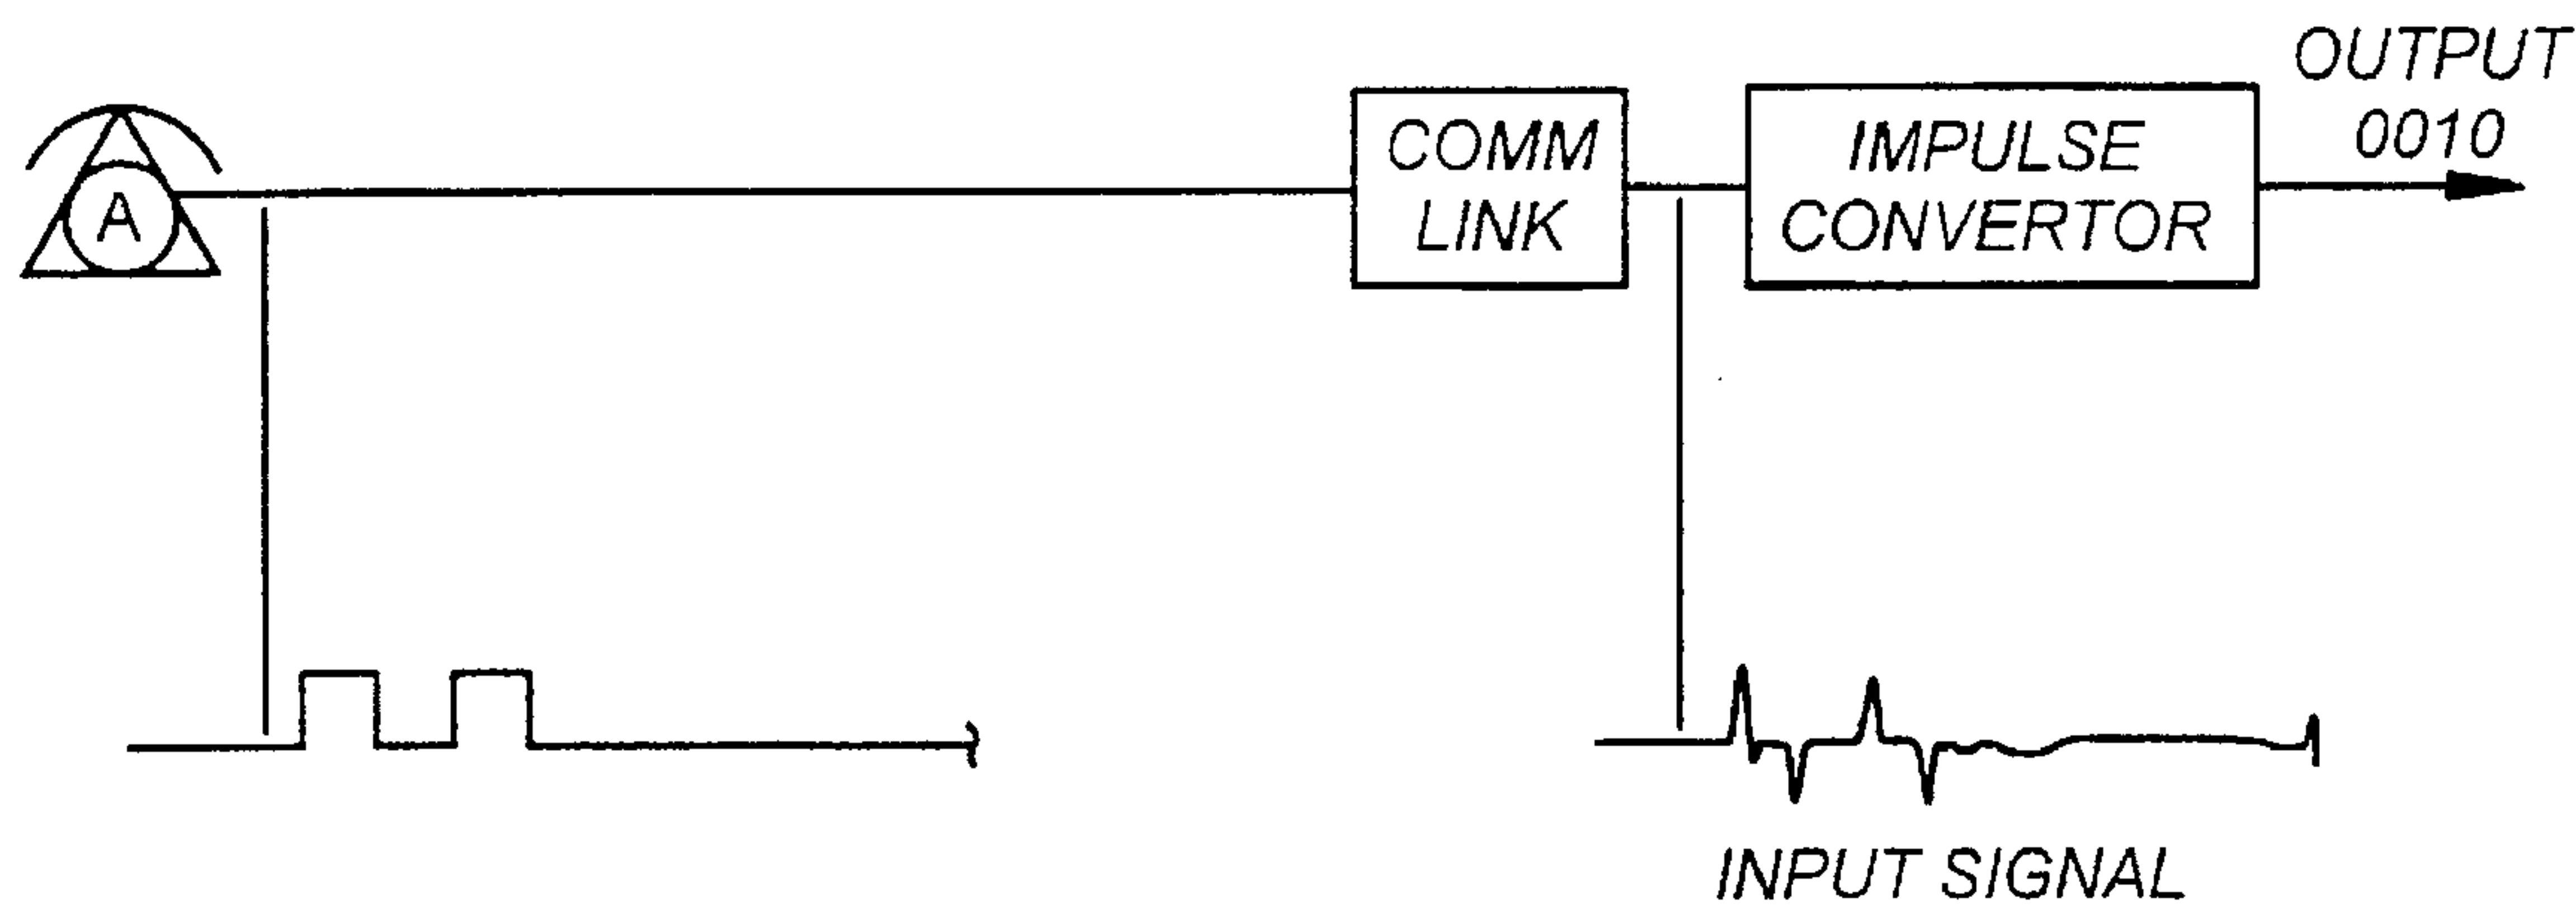 A
COMM
LINK
IMPULSE
CONVERTOR
OUTPUT
0010
INPUT SIGNAL